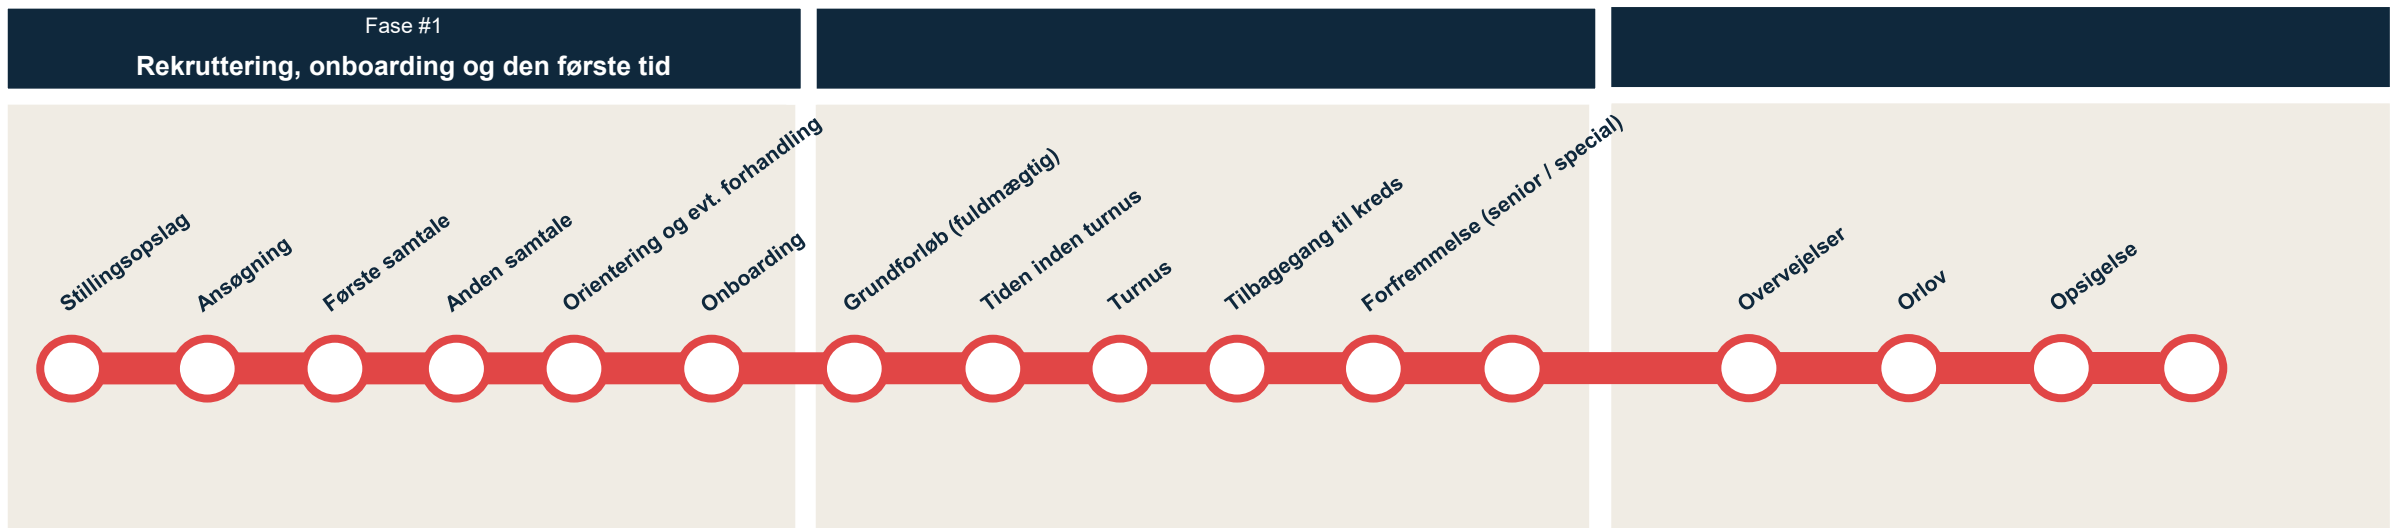 Fase #1
Rekruttering, onboarding og den første tid
Stillingsopslag
Ansøgning
Første samtale
Anden samtale
Orientering og evt. forhandling
Onboarding
Grundforløb (fuldmægtig)
Tiden inden turnus
Turnus
Tilbagegang til kreds
Forfremmelse (senior / special)
Overvejelser
Orlov
Opsigelse